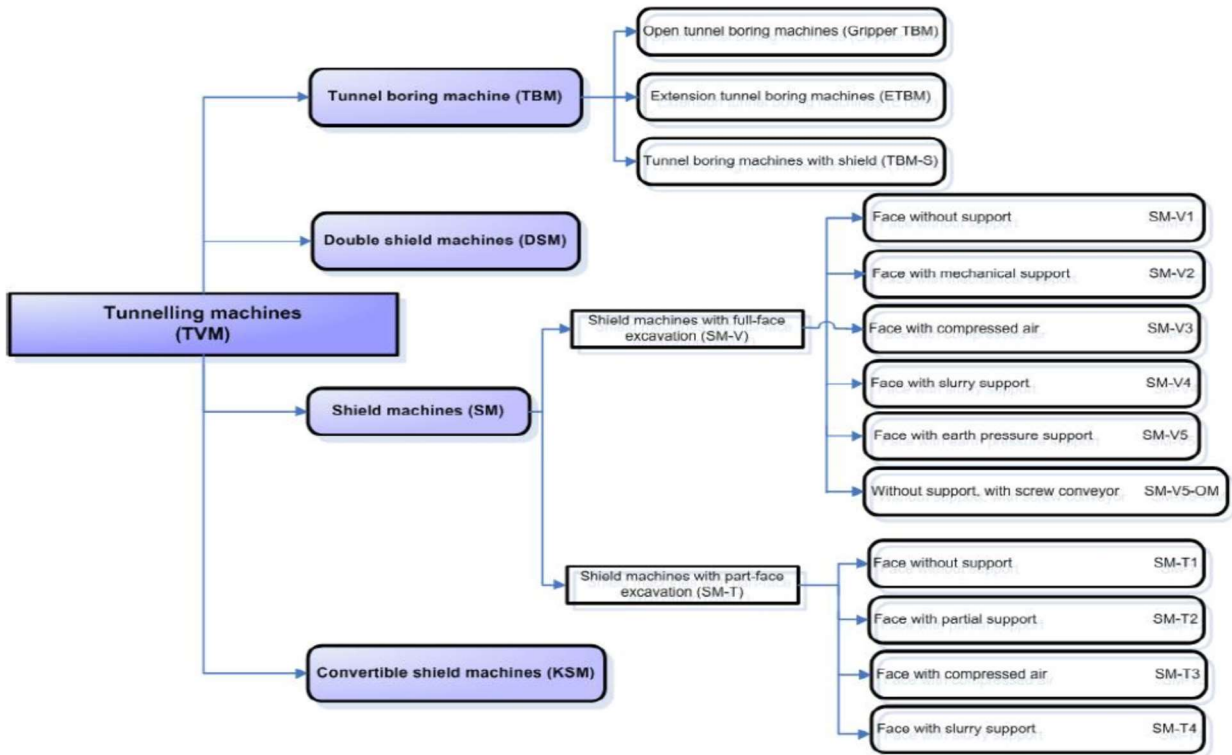 Open tunnel boring machines (Gripper TBM)
Tunnel boring machine (TBM)
Extension tunnel boring machines (ETBM)
Tunnel boring machines with shield (TBM-S)
Double shield machines (DSM)
Tunnelling machines
(TVM)
Shield machines (SM)
Shield machines with full-face
excavation (SM-V)
Face without support SM-V1
Face with mechanical support SM-V2
Face with compressed air SM-V3
Face with slurry support SM-V4
Face with earth pressure support SM-V5
Without support, with screw conveyor SM-V5-OM
Shield machines with part-face
excavation (SM-T)
Face without support SM-T1
Face with partial support SM-T2
Face with compressed air SM-T3
Face with slurry support SM-T4
Convertible shield machines (KSM)